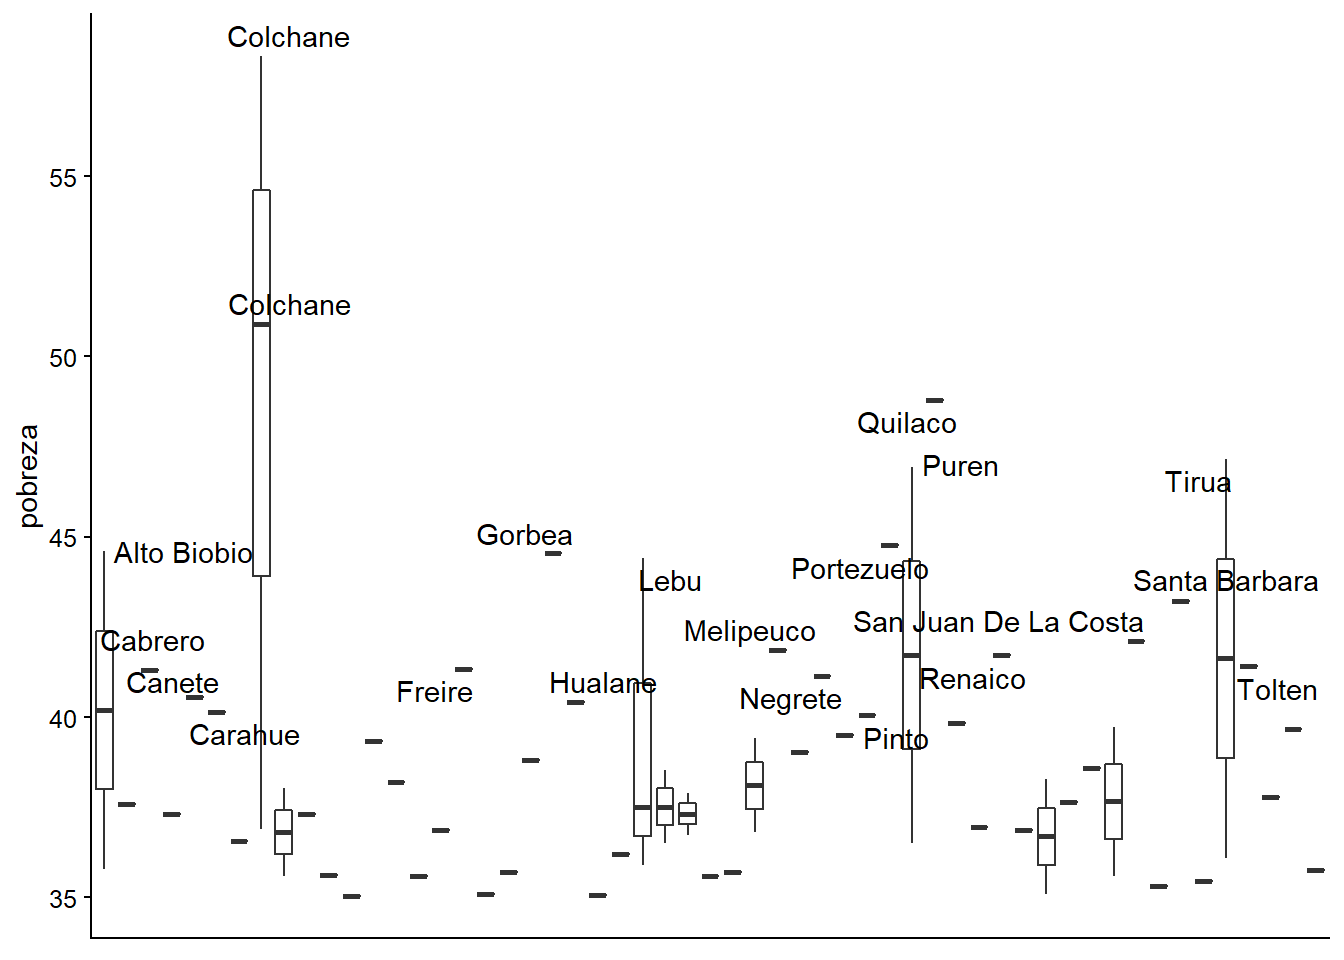 Colchane
55
Colchane
50
Quilaco
Puren
Tirua
pobreza
45
Gorbea
Alto Biobio
Portezuelo
Lebu
Santa Barbara
San Juan De La Costa
Melipeuco
Cabrero
Canete
Hualane
Renaico
Freire
Negrete
Tolten
40
Carahue
Pinto
35